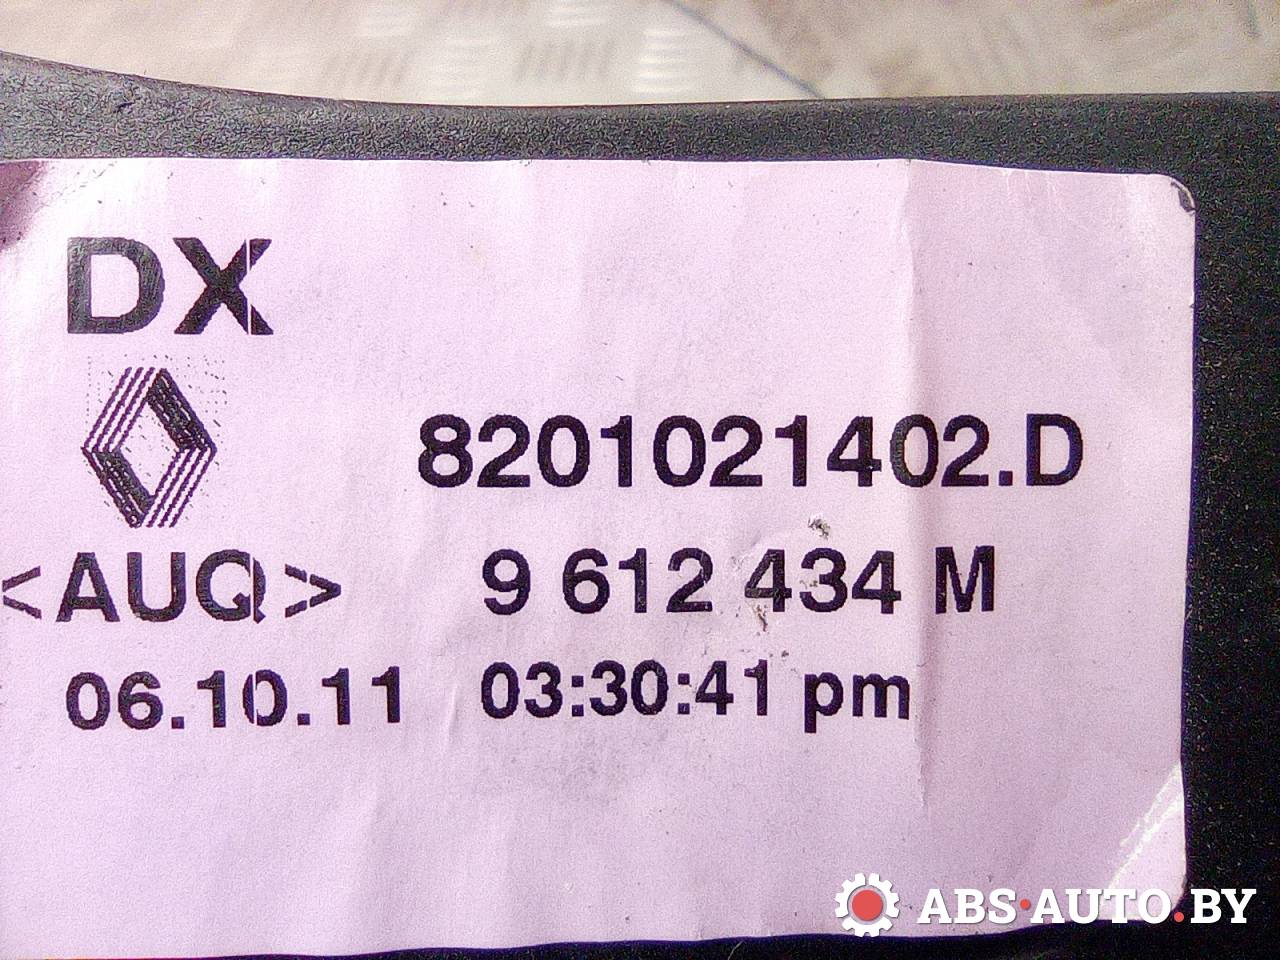 DX
8201021402.D
<AUQ> 9 612 434 M
06.10.11 03:30:41 pm
ABS·AUTO.BY